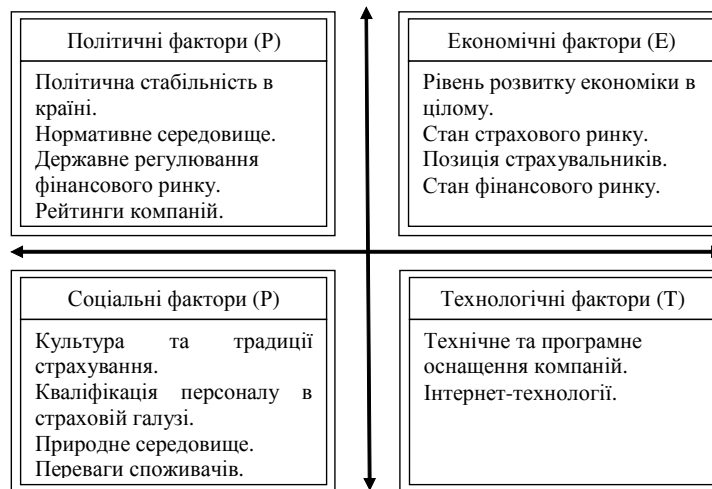 Політичні фактори (Р)
Політична стабільність в
країні.
Нормативне середовище.
Державне регулювання
фінансового ринку.
Рейтинги компаній.
Економічні фактори (Е)
Рівень розвитку економіки в
цілому.
Стан страхового ринку.
Позиція страхувальників.
Стан фінансового ринку.
Соціальні фактори (Р)
Культура та традиції
страхування.
Кваліфікація персоналу в
страховій галузі.
Природне середовище.
Переваги споживачів.
Технологічні фактори (Т)
Технічне та програмне
оснащення компаній.
Інтернет-технології.